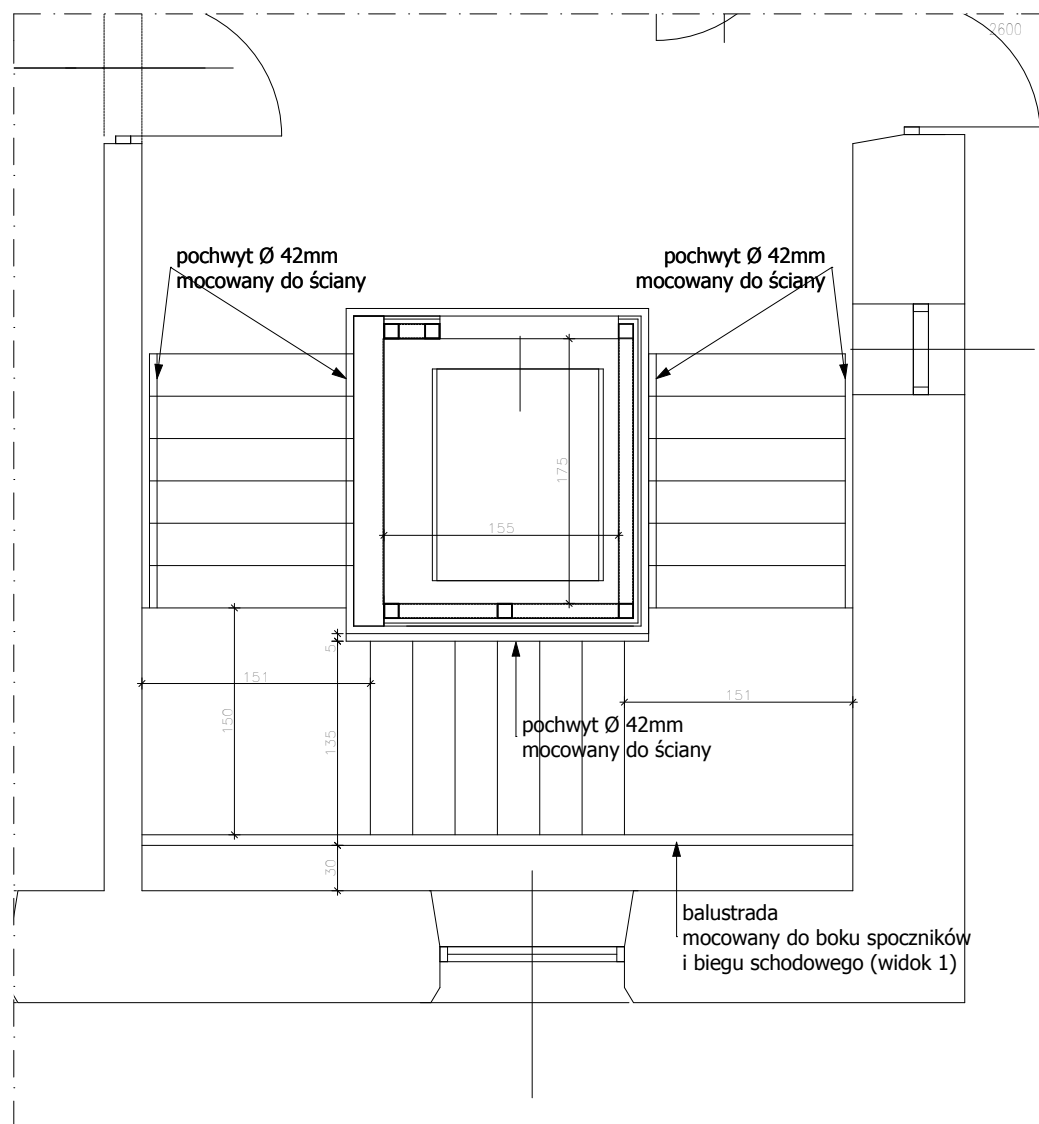 2600
pochwyt Ø 42mm
mocowany do ściany
pochwyt Ø 42mm
mocowany do ściany
175
155
5
151
150
135
151
pochwyt Ø 42mm
mocowany do ściany
30
balustrada
mocowany do boku spoczników
i biegu schodowego (widok 1)